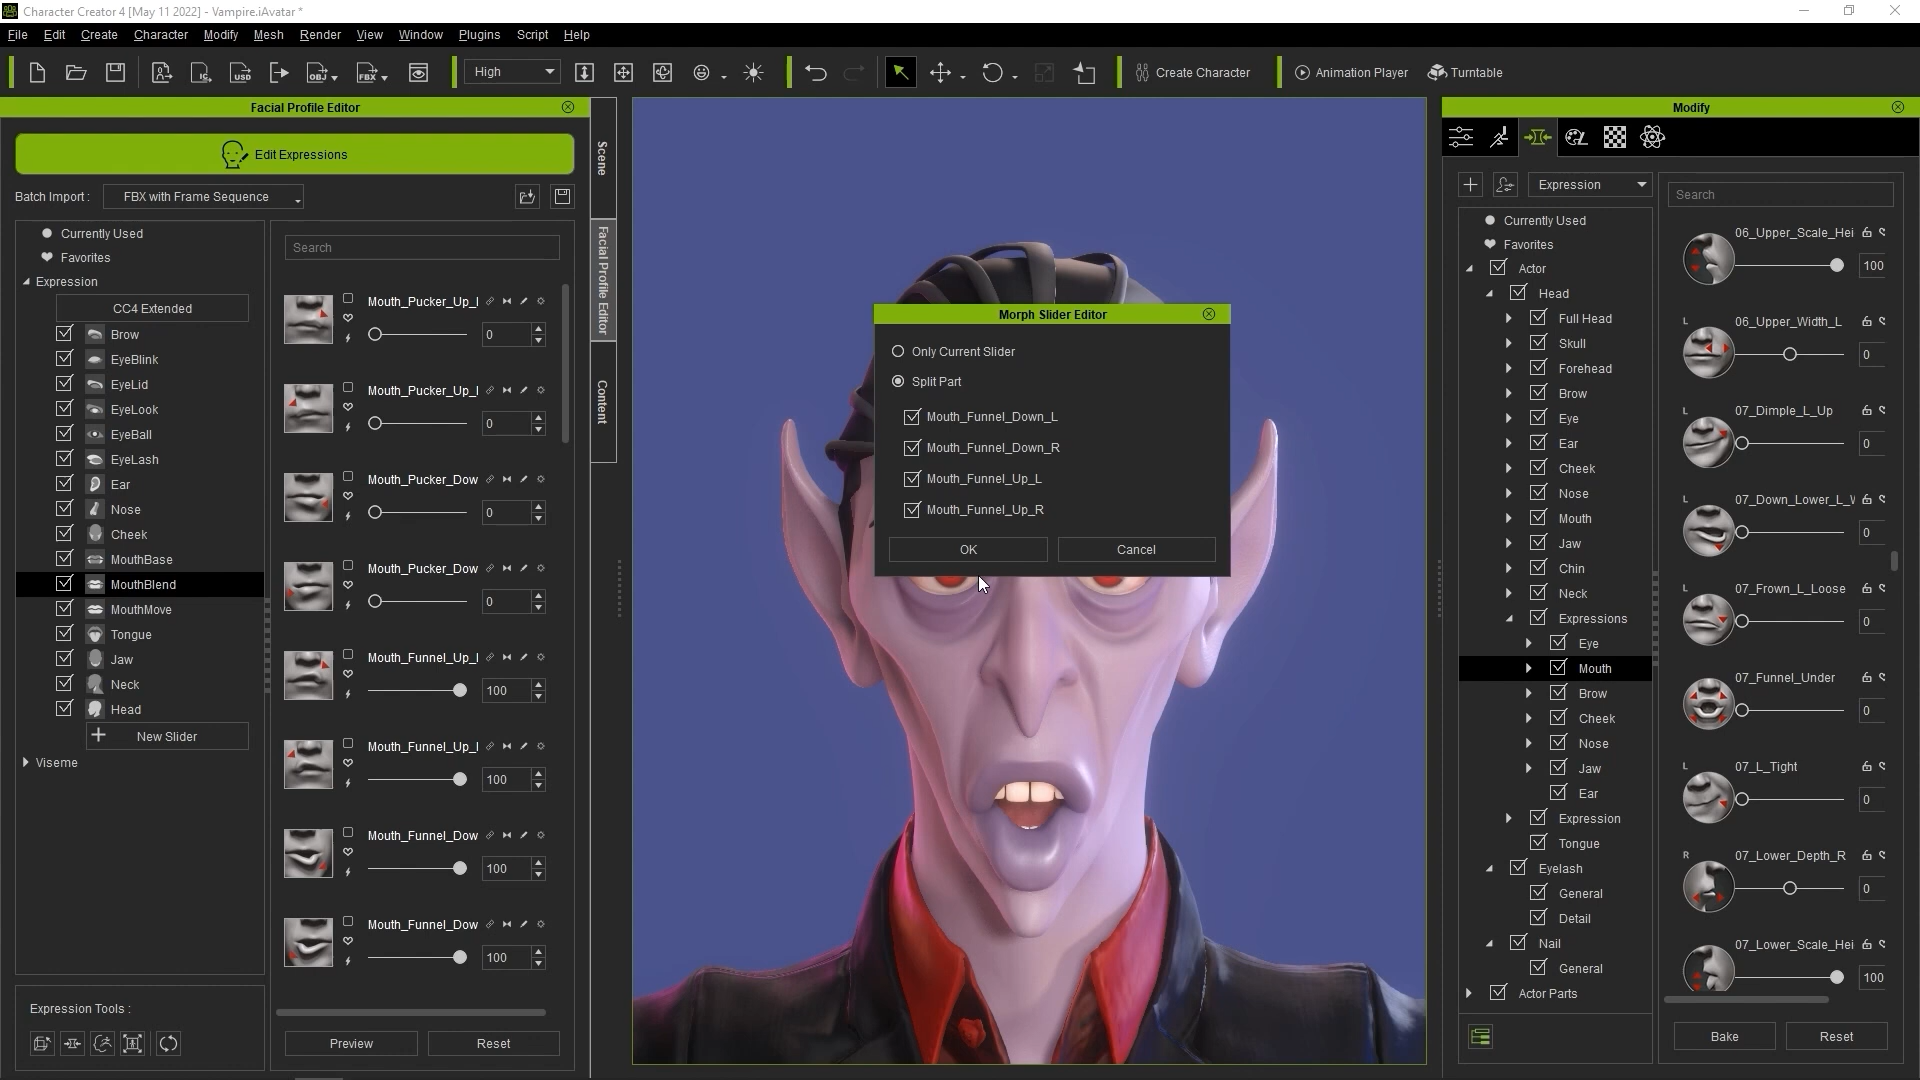 Character Creator 4 [May 11 2022] - Vampire.iAvatar *
File Edit Create Character Modify Mesh Render View Window Plugins Script Help
High
Create Character
Animation Player
Turntable
Facial Profile Editor
Edit Expressions
Batch Import :
FBX with Frame Sequence
Currently Used
Favorites
Expression
CC4 Extended
Brow
EyeBlink
EyeLid
EyeLook
EyeBall
EyeLash
Ear
Nose
Cheek
MouthBase
MouthBlend
MouthMove
Tongue
Jaw
Neck
Head
New Slider
Viseme
Expression Tools :
Search
Mouth_Pucker_Up_
0
Mouth_Pucker_Up_
0
Mouth_Pucker_Dow
0
Mouth_Pucker_Dow
0
Mouth_Funnel_Up_
100
Mouth_Funnel_Up_
100
Mouth_Funnel_Dow
100
Mouth_Funnel_Dow
100
Preview
Reset
Scene
Facial Profile Editor
Content
Morph Slider Editor
Only Current Slider
Split Part
Mouth_Funnel_Down_L
Mouth_Funnel_Down_R
Mouth_Funnel_Up_L
Mouth_Funnel_Up_R
OK
Cancel
Modify
Expression
Currently Used
Favorites
Actor
Head
Full Head
Skull
Forehead
Brow
Eye
Ear
Cheek
Nose
Mouth
Jaw
Chin
Neck
Expressions
Eye
Mouth
Brow
Cheek
Nose
Jaw
Ear
Expression
Tongue
Eyelash
General
Detail
Nail
General
Actor Parts
Search
06_Upper_Scale_Hei
100
L
06_Upper_Width_L
0
L
07_Dimple_L_Up
0
L
07_Down_Lower_L_
0
L
07_Frown_L_Loose
0
07_Funnel_Under
0
L
07_L_Tight
0
R
07_Lower_Depth_R
0
07_Lower_Scale_Hei
100
Bake
Reset